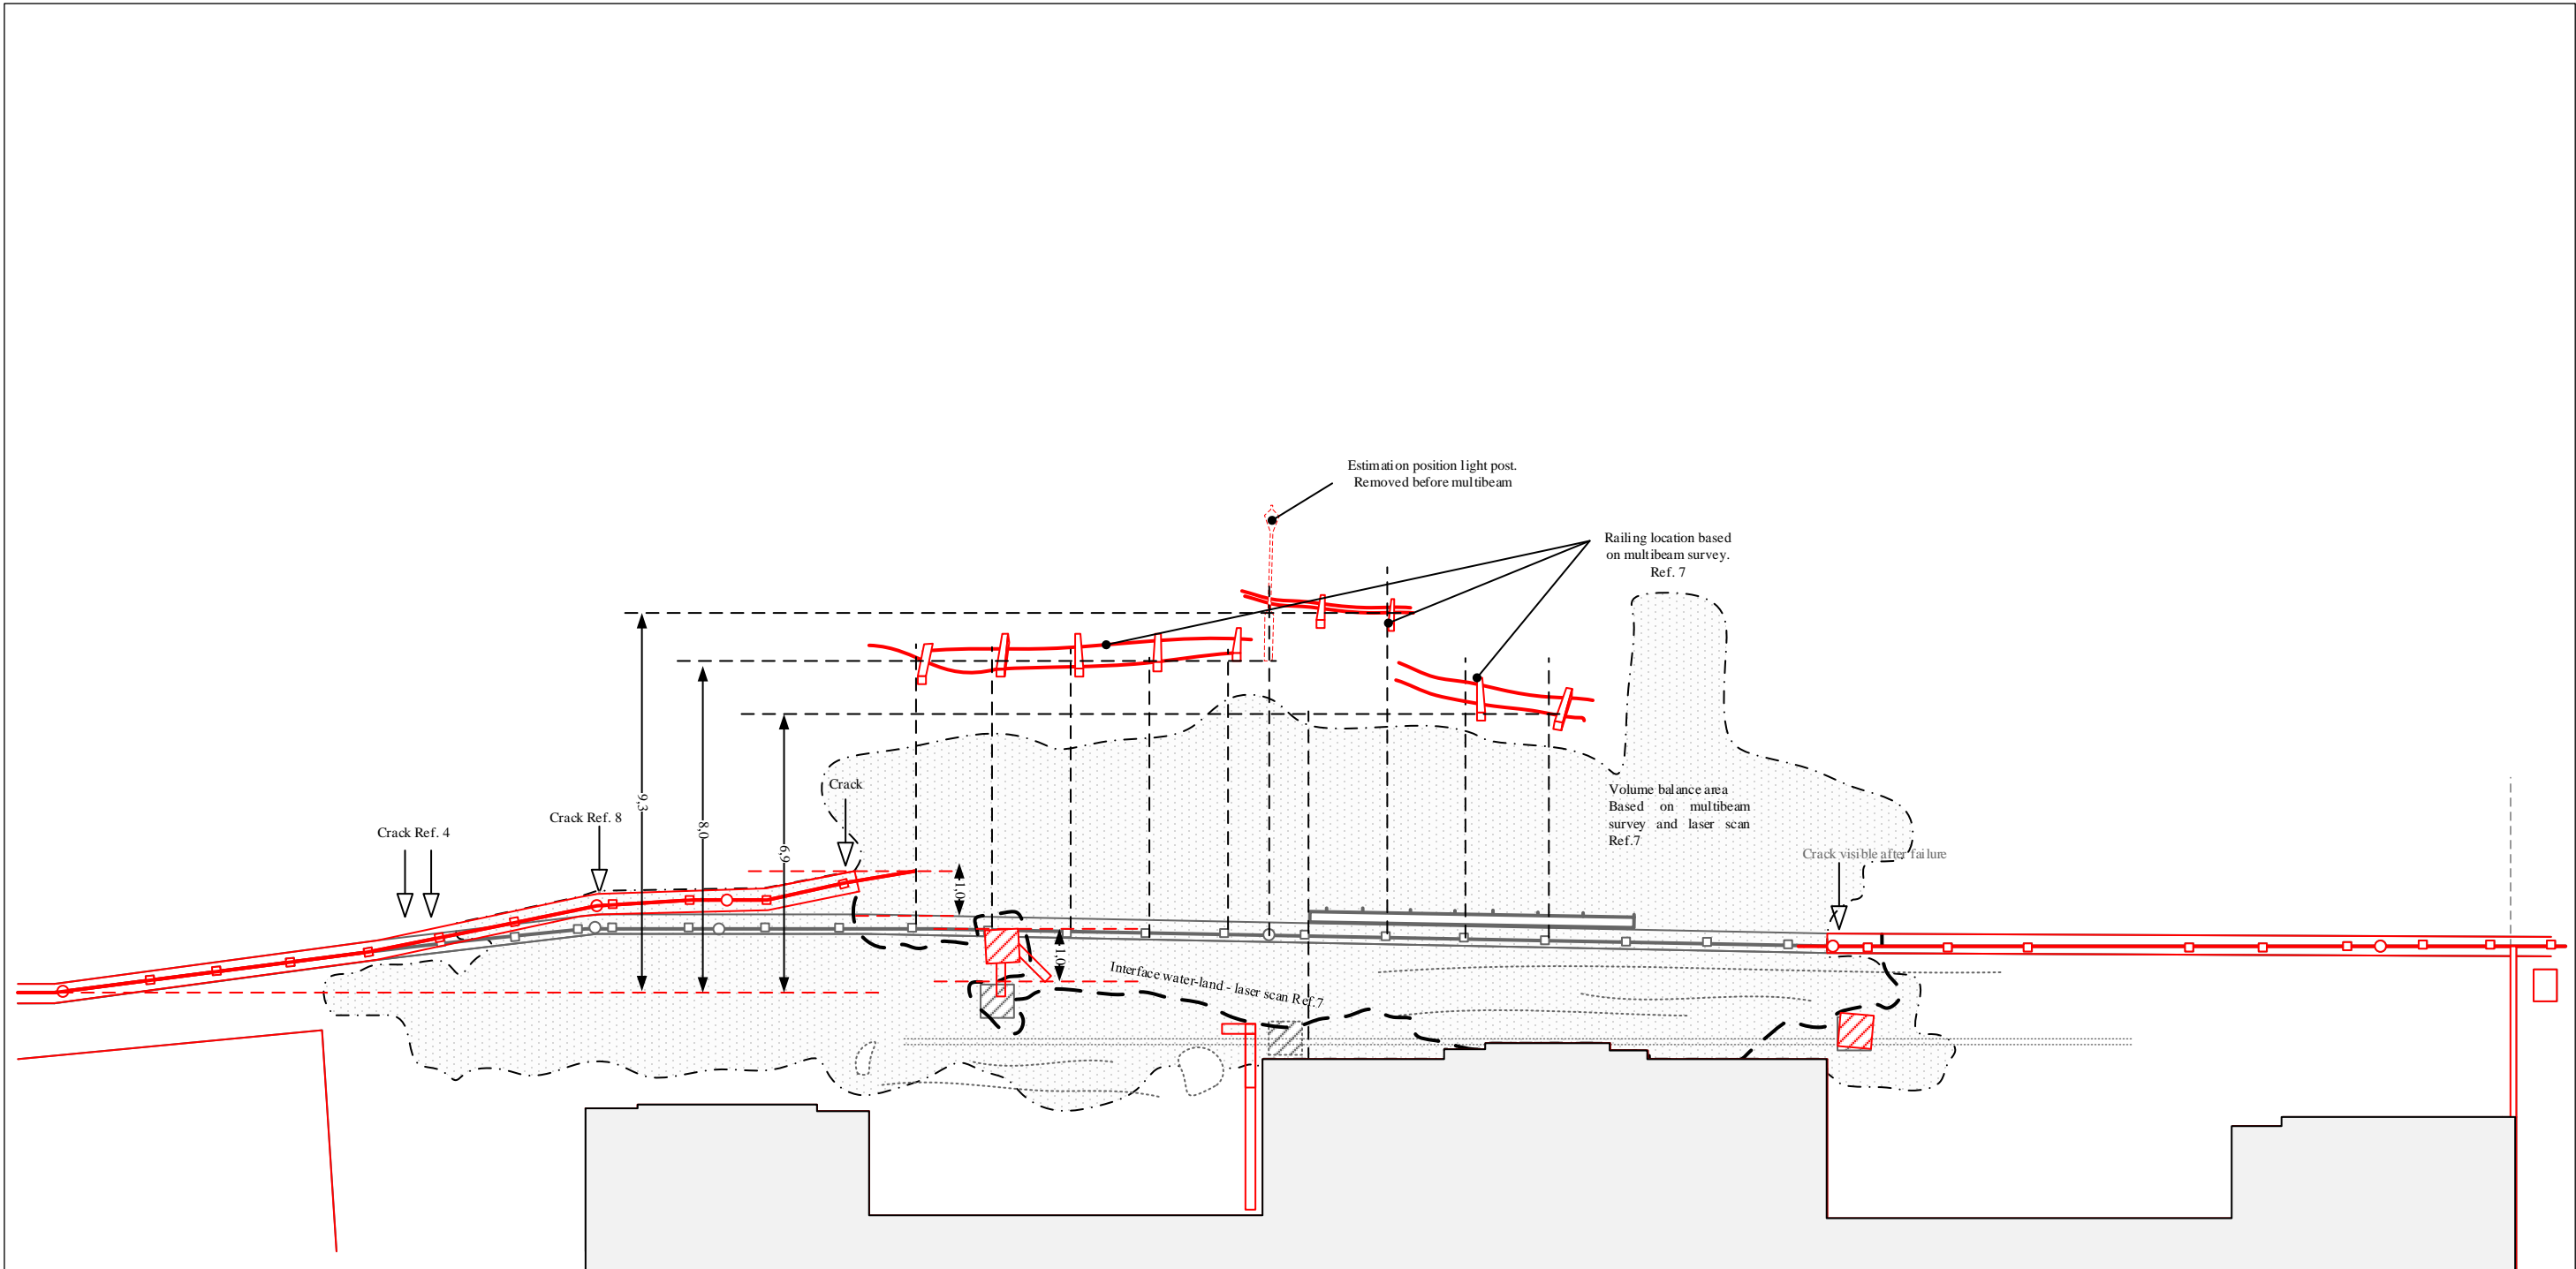 Estimation position light post.
Removed before multibeam
Railing location based
on multibeam survey.
Ref. 7
9,3
8,0
6,9
Crack
Crack Ref. 8
Crack Ref. 4
Volume balance area
Based on multibeam
survey and laser scan
Ref.7
Crack visible after failure
1,0
1,0
Interface water-land - laser scan Ref.7